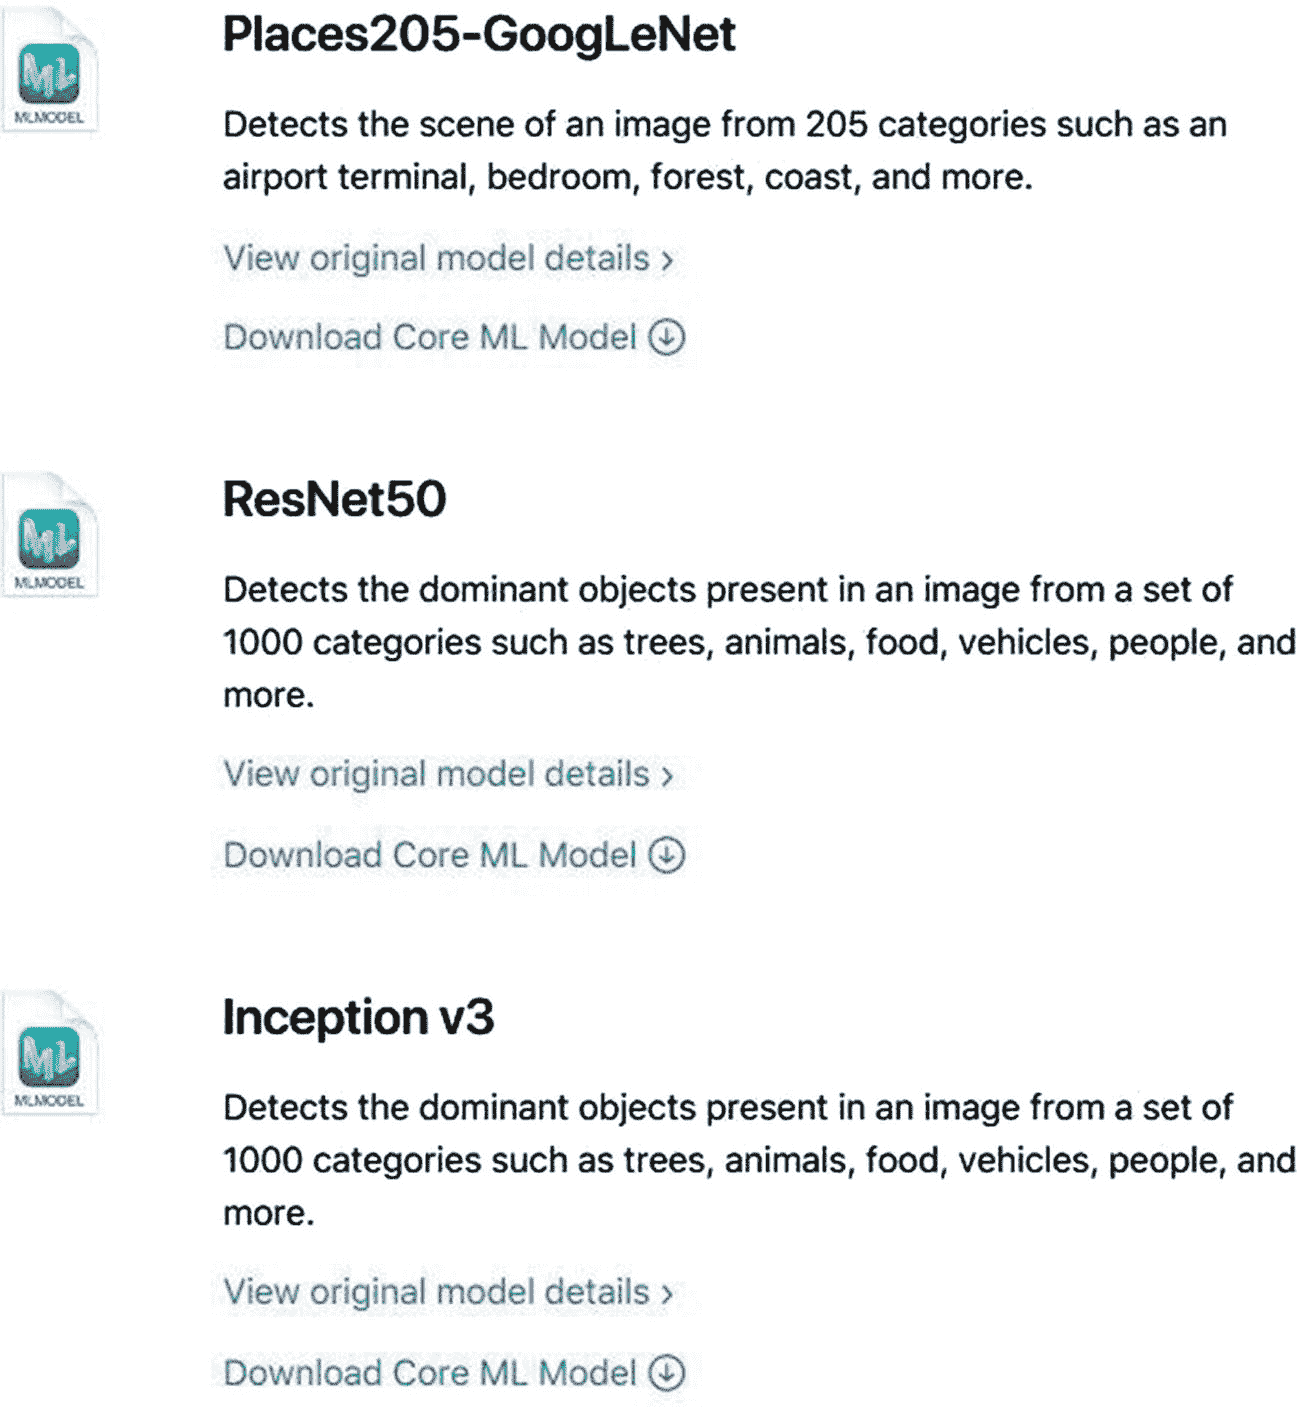 Places205-GoogLeNet
ML
MLMODEL
Detects the scene of an image from 205 categories such as an
airport terminal, bedroom, forest, coast, and more.
View original model details >
Download Core ML Model
ResNet50
ML
MLMODEL
Detects the dominant objects present in an image from a set of
1000 categories such as trees, animals, food, vehicles, people, and
more.
View original model details >
Download Core ML Model
Inception v3
ML
MLMODEL
Detects the dominant objects present in an image from a set of
1000 categories such as trees, animals, food, vehicles, people, and
more.
View original model details >
Download Core ML Model